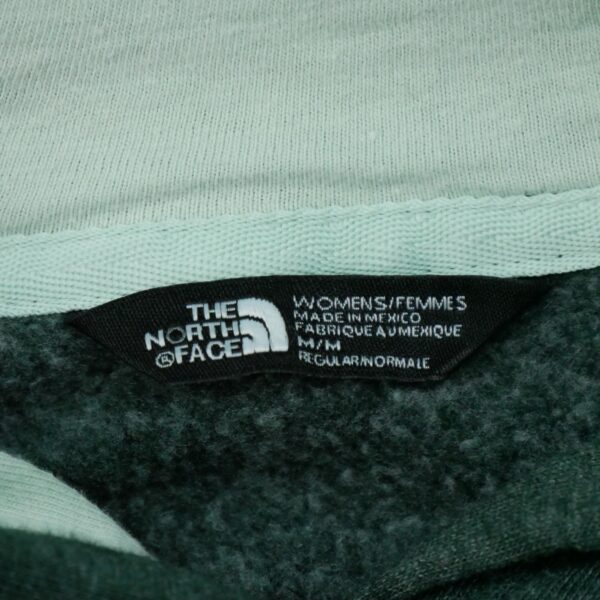 THE
NORTH
® FACE
WOMENS/FEMMES
MADE IN MEXICO
FABRIQUE AU MEXIQUE
M/M
REGULAR/NORMALE